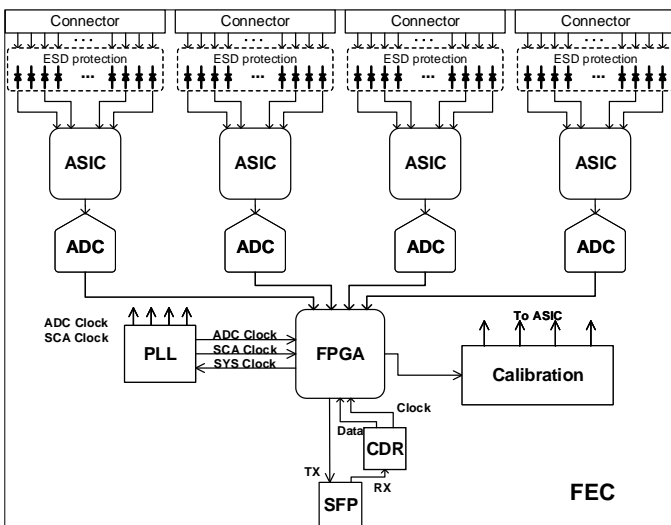 Connector Connector Connector Connector
ESD protection ESD protection ESD protection ESD protection
ASIC ASIC ASIC ASIC
ADC ADC ADC ADC
ADC Clock
SCA Clock
PLL
ADC Clock
SCA Clock
SYS Clock
FPGA
To ASIC
Calibration
Clock
Data
CDR
TX
RX
SFP
FEC